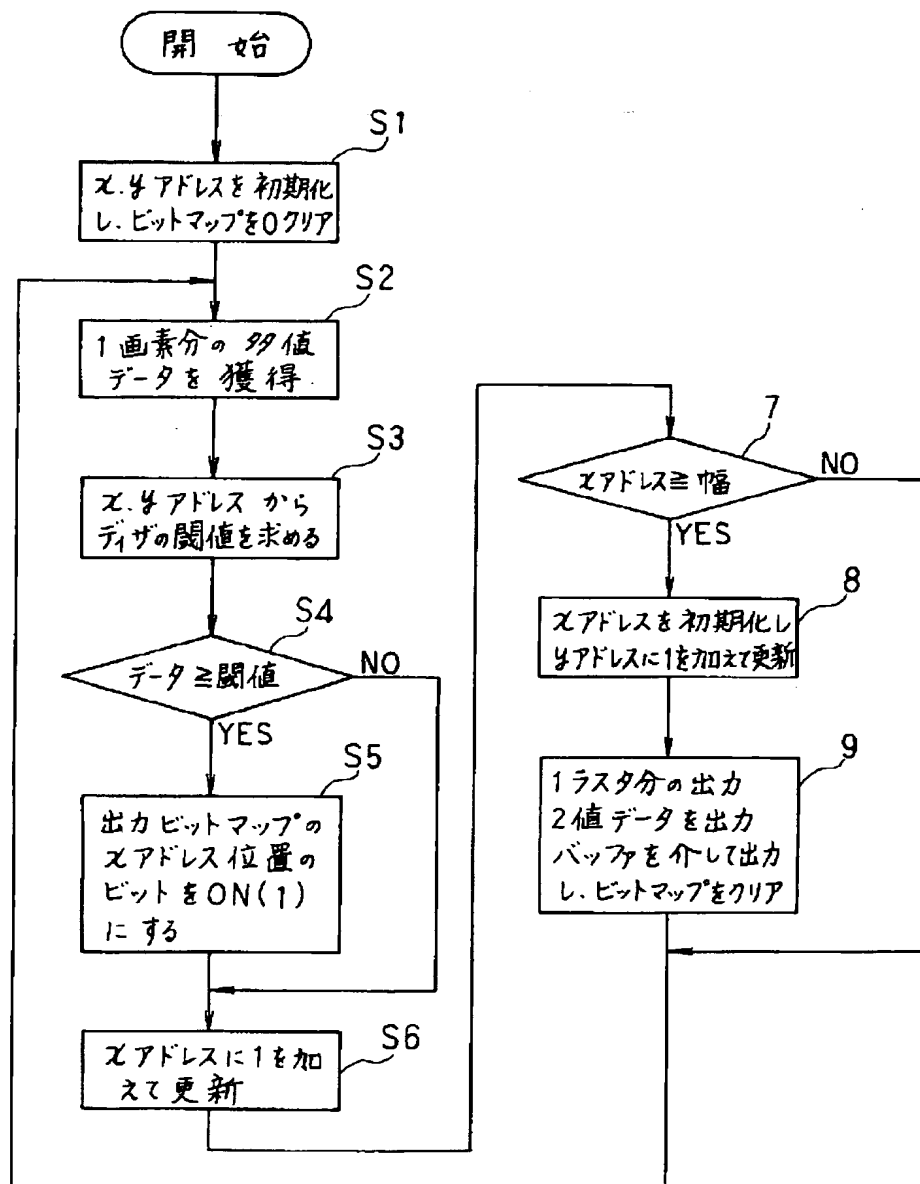 開始
S1
x.yアドレスを初期化
し、ビットマップを0クリア
S2
1画素分の多値
データを獲得
S3
x.yアドレスから
ディザの閾値を求める
S4
データ≧閾値
NO
YES
S5
出力ビットマップの
xアドレス位置の
ビットをON(1)
にする
S6
xアドレスに1を加
えて更新
7
xアドレス≧幅
NO
YES
8
xアドレスを初期化し
yアドレスに1を加えて更新
9
1ラスタ分の出力
2値データを出力
バッファを介して出力
し、ビットマップをクリア